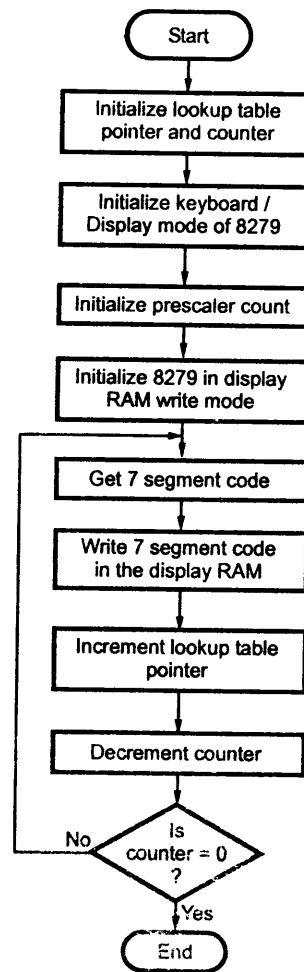 Start
Initialize lookup table
pointer and counter
Initialize keyboard /
Display mode of 8279
Initialize prescaler count
Initialize 8279 in display
RAM write mode
Get 7 segment code
Write 7 segment code
in the display RAM
Increment lookup table
pointer
Decrement counter
No
Is
counter = 0
?
Yes
End